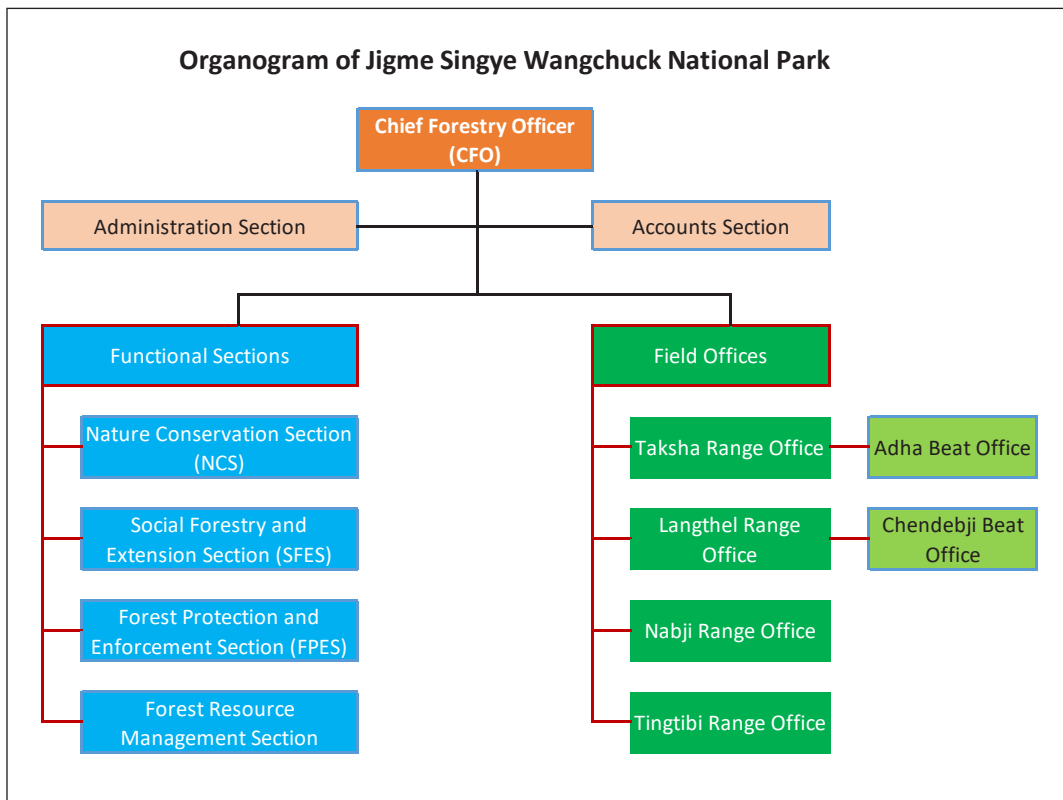 Organogram of Jigme Singye Wangchuck National Park
Chief Forestry Officer
(CFO)
Administration Section
Accounts Section
Functional Sections
Field Offices
Nature Conservation Section
(NCS)
Taksha Range Office
Adha Beat Office
Social Forestry and
Extension Section (SFES)
Langthel Range
Office
Chendebji Beat
Office
Forest Protection and
Enforcement Section (FPES)
Nabji Range Office
Forest Resource
Management Section
Tingtibi Range Office